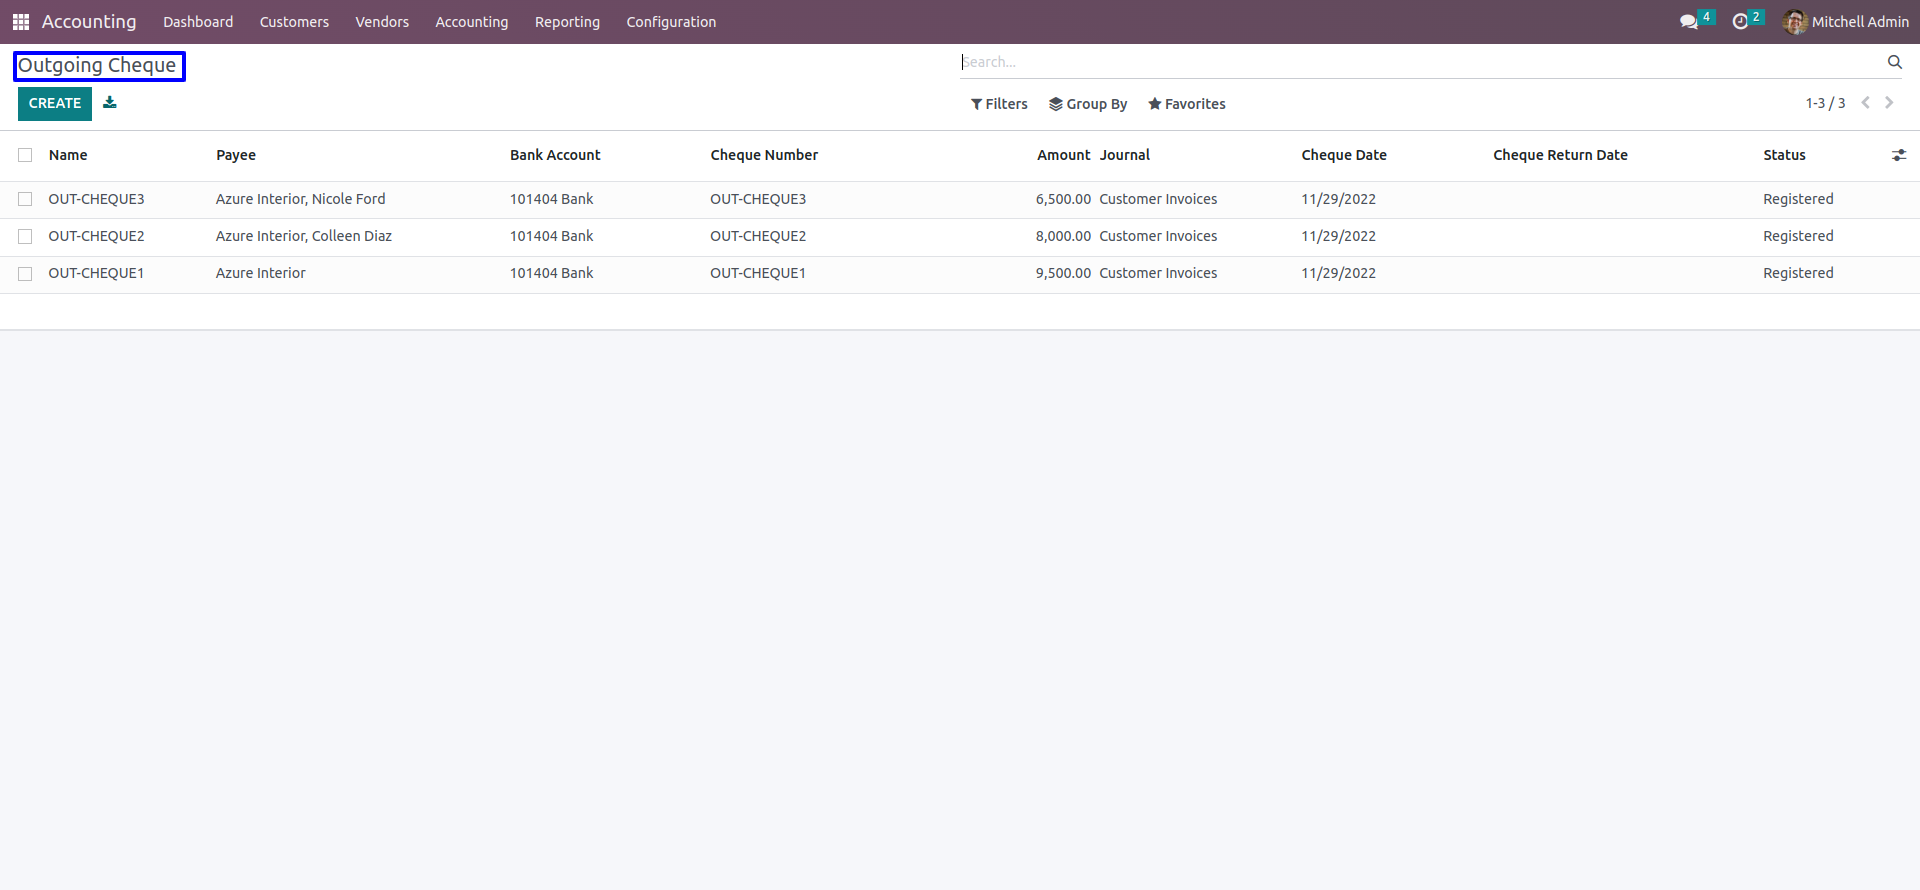 Accounting Dashboard Customers Vendors Accounting Reporting Configuration 4 2 Mitchell Admin
Outgoing Cheque Search...
CREATE Filters Group By Favorites 1-3 / 3
Name Payee Bank Account Cheque Number Amount Journal Cheque Date Cheque Return Date Status
OUT-CHEQUE3 Azure Interior, Nicole Ford 101404 Bank OUT-CHEQUE3 6,500.00 Customer Invoices 11/29/2022 Registered
OUT-CHEQUE2 Azure Interior, Colleen Diaz 101404 Bank OUT-CHEQUE2 8,000.00 Customer Invoices 11/29/2022 Registered
OUT-CHEQUE1 Azure Interior 101404 Bank OUT-CHEQUE1 9,500.00 Customer Invoices 11/29/2022 Registered